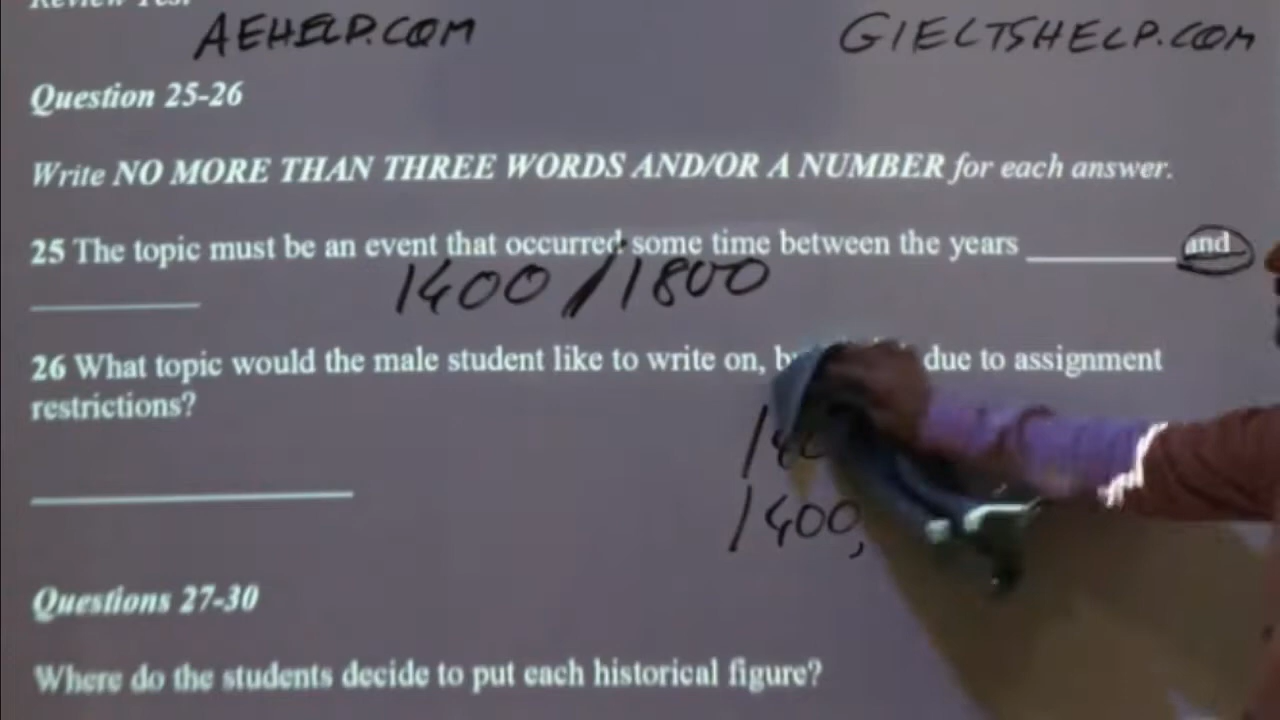 Review Test
AEHELP.COM GIELTSHELP.COM
Question 25-26
Write NO MORE THAN THREE WORDS AND/OR A NUMBER for each answer.
25 The topic must be an event that occurred some time between the years and
1400 / 1800
26 What topic would the male student like to write on, due to assignment
restrictions?
1400,
Questions 27-30
Where do the students decide to put each historical figure?